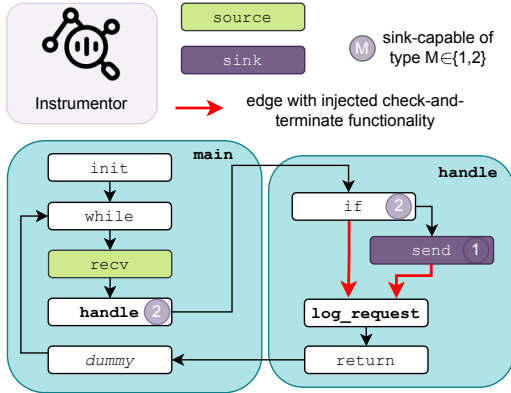 Instrumentor
source
sink
M
sink-capable of
type M∈{1,2}
edge with injected check-and-
terminate functionality
main
init
while
recv
handle 2
dummy
handle
if 2
send 1
log_request
return